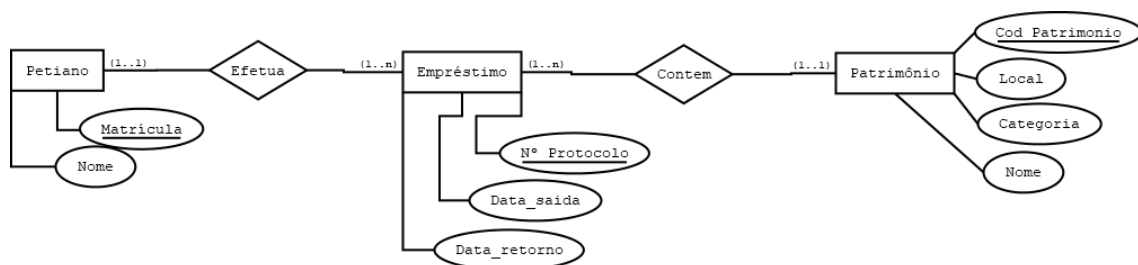 Petiano
(1..1)
Efetua
(1..n)
Empréstimo
(1..n)
Contem
(1..1)
Patrimônio
Cod Patrimonio
Local
Categoria
Nome
Matrícula
Nome
Nº Protocolo
Data_saida
Data_retorno